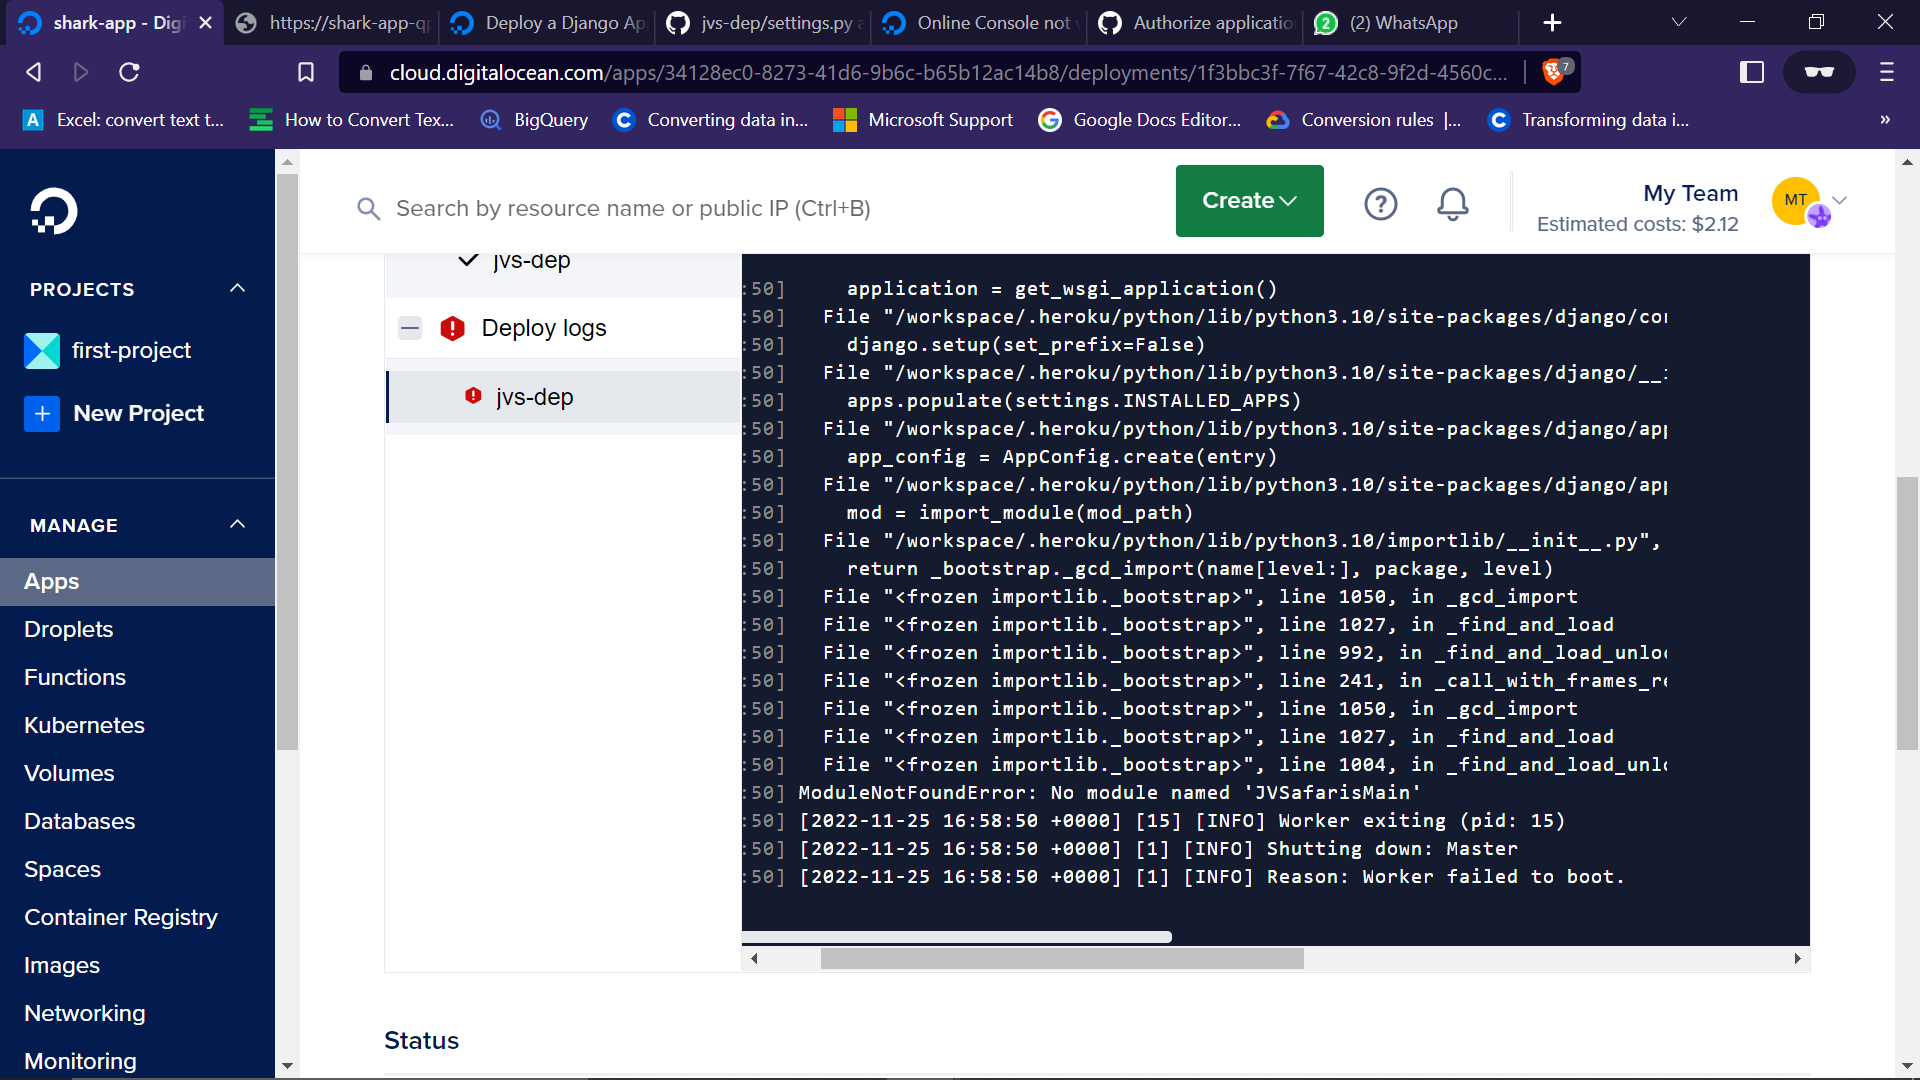 shark-app - Digi
https://shark-app-qp
Deploy a Django Ap
jvs-dep/settings.py a
Online Console not w
Authorize applicatio
(2) WhatsApp
cloud.digitalocean.com/apps/34128ec0-8273-41d6-9b6c-b65b12ac14b8/deployments/1f3bbc3f-7f67-42c8-9f2d-4560c...
7
Excel: convert text t...
How to Convert Tex...
BigQuery
Converting data in...
Microsoft Support
Google Docs Editor...
Conversion rules |...
Transforming data i...
»
Search by resource name or public IP (Ctrl+B)
Create
My Team
Estimated costs: $2.12
MT
PROJECTS
first-project
New Project
MANAGE
Apps
Droplets
Functions
Kubernetes
Volumes
Databases
Spaces
Container Registry
Images
Networking
Monitoring
jvs-dep
Deploy logs
jvs-dep
:50] application = get_wsgi_application()
:50] File "/workspace/.heroku/python/lib/python3.10/site-packages/django/cor
:50] django.setup(set_prefix=False)
:50] File "/workspace/.heroku/python/lib/python3.10/site-packages/django/__i
:50] apps.populate(settings.INSTALLED_APPS)
:50] File "/workspace/.heroku/python/lib/python3.10/site-packages/django/app
:50] app_config = AppConfig.create(entry)
:50] File "/workspace/.heroku/python/lib/python3.10/site-packages/django/app
:50] mod = import_module(mod_path)
:50] File "/workspace/.heroku/python/lib/python3.10/importlib/__init__.py",
:50] return _bootstrap._gcd_import(name[level:], package, level)
:50] File "<frozen importlib._bootstrap>", line 1050, in _gcd_import
:50] File "<frozen importlib._bootstrap>", line 1027, in _find_and_load
:50] File "<frozen importlib._bootstrap>", line 992, in _find_and_load_unloc
:50] File "<frozen importlib._bootstrap>", line 241, in _call_with_frames_re
:50] File "<frozen importlib._bootstrap>", line 1050, in _gcd_import
:50] File "<frozen importlib._bootstrap>", line 1027, in _find_and_load
:50] File "<frozen importlib._bootstrap>", line 1004, in _find_and_load_unlo
:50] ModuleNotFoundError: No module named 'JVSafarisMain'
:50] [2022-11-25 16:58:50 +0000] [15] [INFO] Worker exiting (pid: 15)
:50] [2022-11-25 16:58:50 +0000] [1] [INFO] Shutting down: Master
:50] [2022-11-25 16:58:50 +0000] [1] [INFO] Reason: Worker failed to boot.
Status